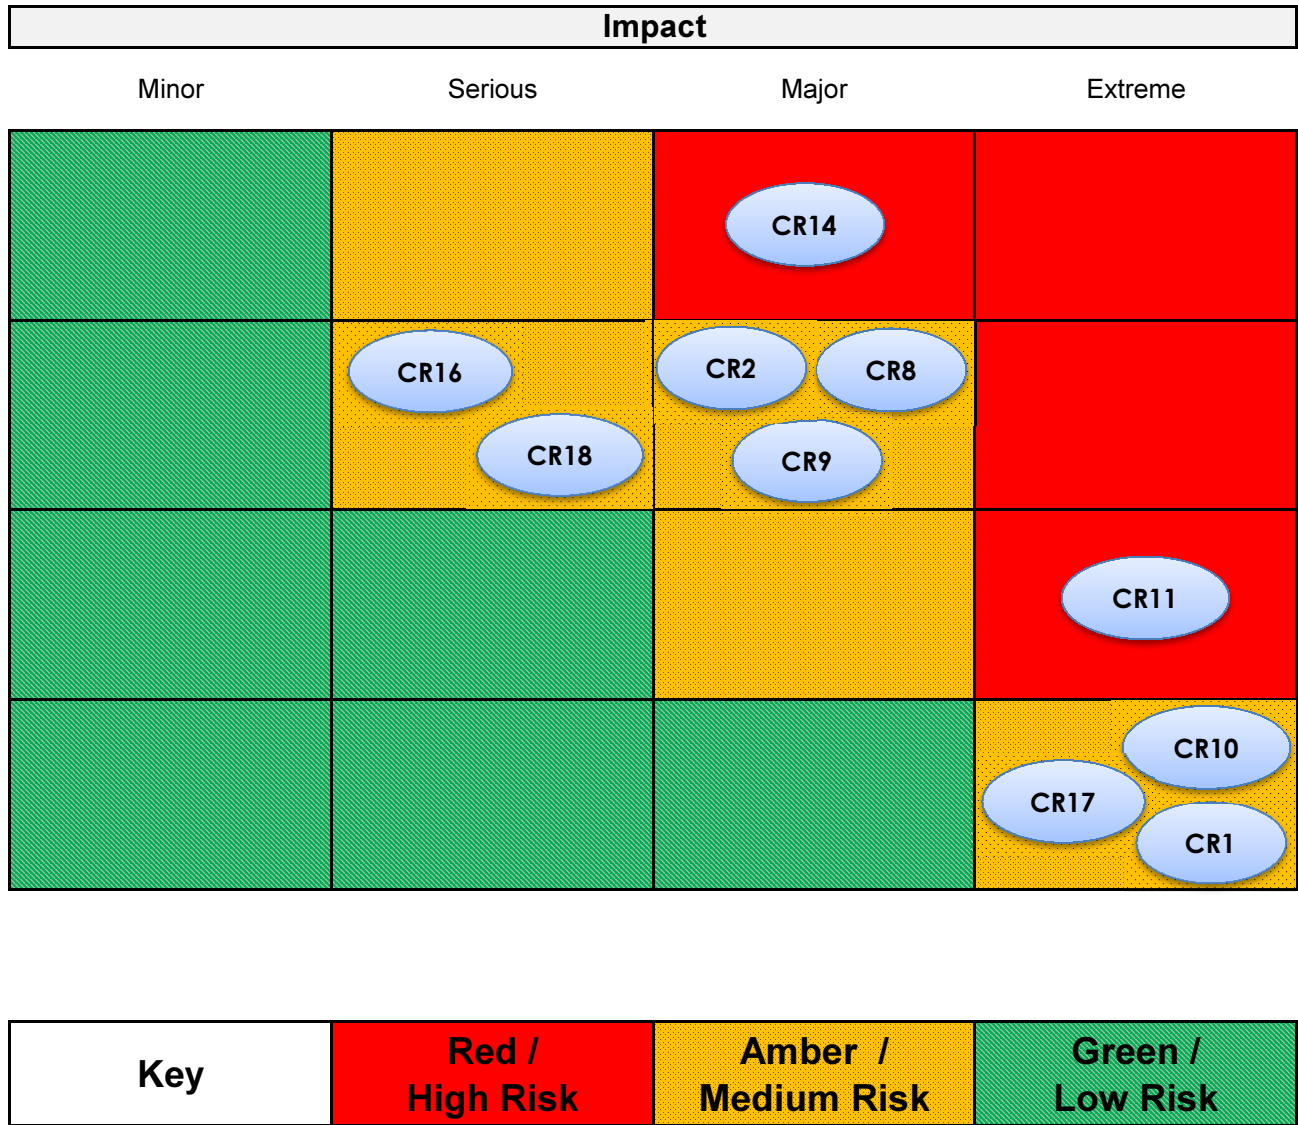 Impact
Minor Serious Major Extreme
CR14
CR16 CR2 CR8
CR18 CR9
CR11
CR10
CR17
CR1
Key
Red /
High Risk
Amber /
Medium Risk
Green /
Low Risk